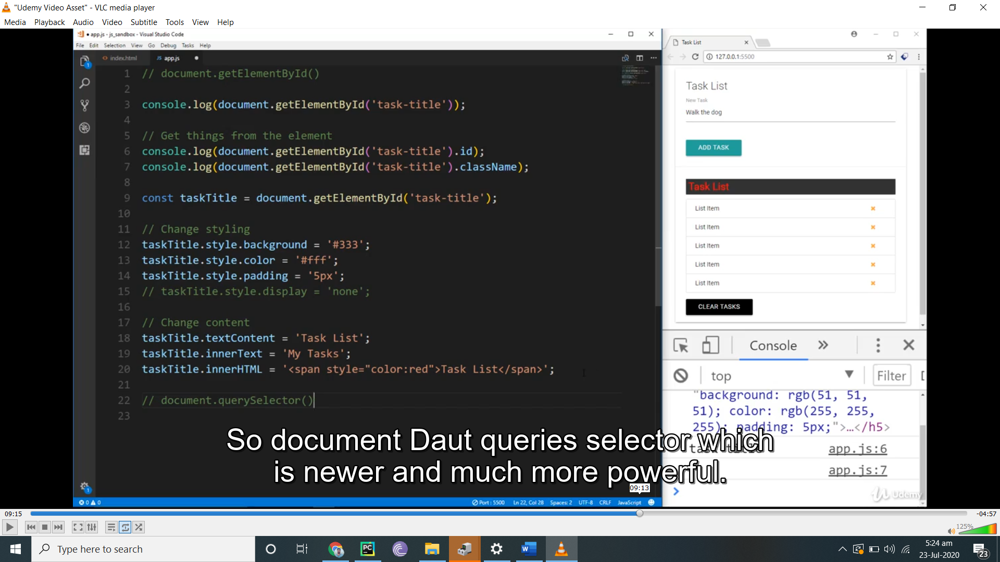 "Udemy Video Asset" - VLC media player
Media Playback Audio Video Subtitle Tools View Help
● app.js - js_sandbox - Visual Studio Code
File Edit Selection View Go Debug Tasks Help
index.html
JS app.js
1 // document.getElementById()
2
3 console.log(document.getElementById('task-title'));
4
5 // Get things from the element
6 console.log(document.getElementById('task-title').id);
7 console.log(document.getElementById('task-title').className);
8
9 const taskTitle = document.getElementById('task-title');
10
11 // Change styling
12 taskTitle.style.background = '#333';
13 taskTitle.style.color = '#fff';
14 taskTitle.style.padding = '5px';
15 // taskTitle.style.display = 'none';
16
17 // Change content
18 taskTitle.textContent = 'Task List';
19 taskTitle.innerText = 'My Tasks';
20 taskTitle.innerHTML = '<span style="color:red">Task List</span>';
21
22 // document.querySelector()
23
0 0
Port : 5500 Ln 22, Col 28 Spaces: 2 UTF-8 CRLF JavaScript
Task List
127.0.0.1:5500
Task List
New Task
Walk the dog
ADD TASK
Task List
List Item
List Item
List Item
List Item
List Item
CLEAR TASKS
Console
top
Filter
"background: rgb(51, 51,
51); color: rgb(255, 255,
255); padding: 5px;">…</h5>
app.js:6
app.js:7
Udemy
So document Daut queries selector which
is newer and much more powerful.
09:13
09:15
-04:57
125%
Type here to search
5:24 am
23-Jul-2020
23